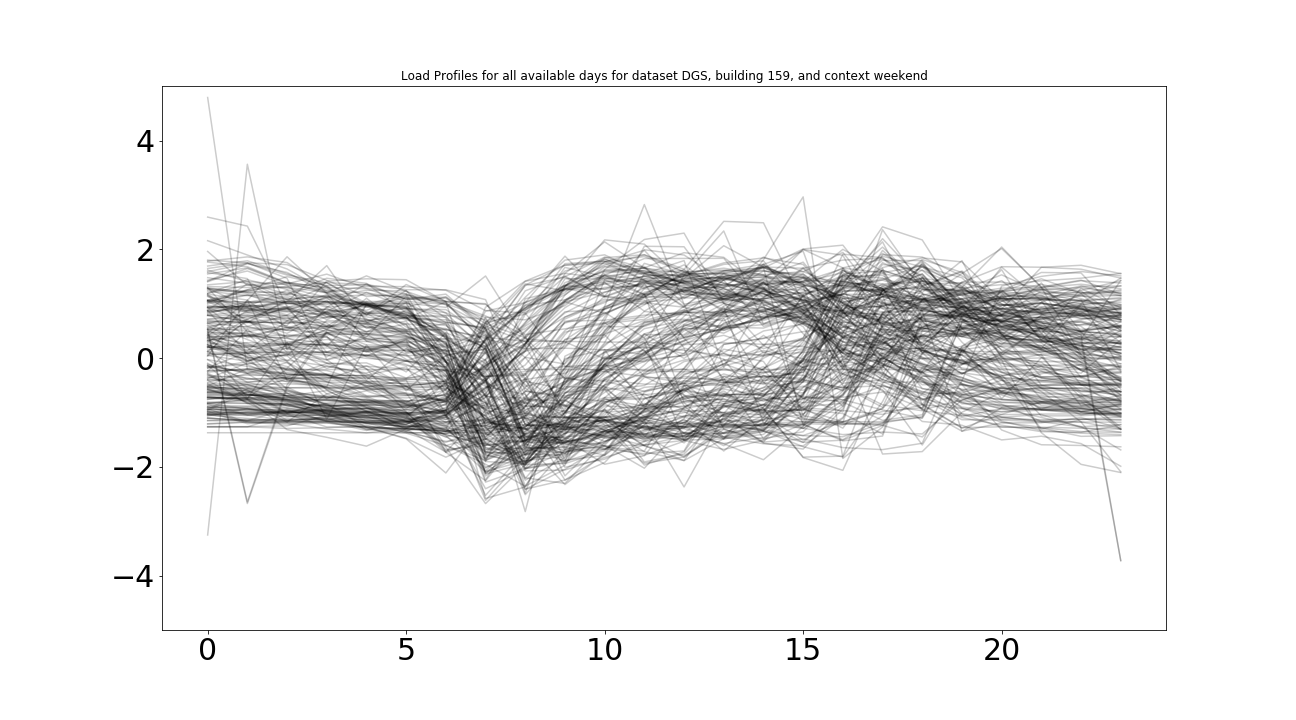 Load Profiles for all available days for dataset DGS, building 159, and context weekend
4
2
0
−2
−4
0 5 10 15 20